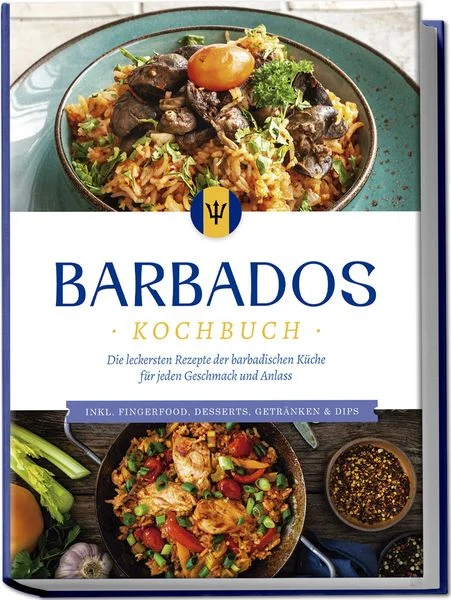 BARBADOS
· KOCHBUCH ·
Die leckersten Rezepte der barbadischen Küche
für jeden Geschmack und Anlass
INKL. FINGERFOOD, DESSERTS, GETRÄNKEN & DIPS